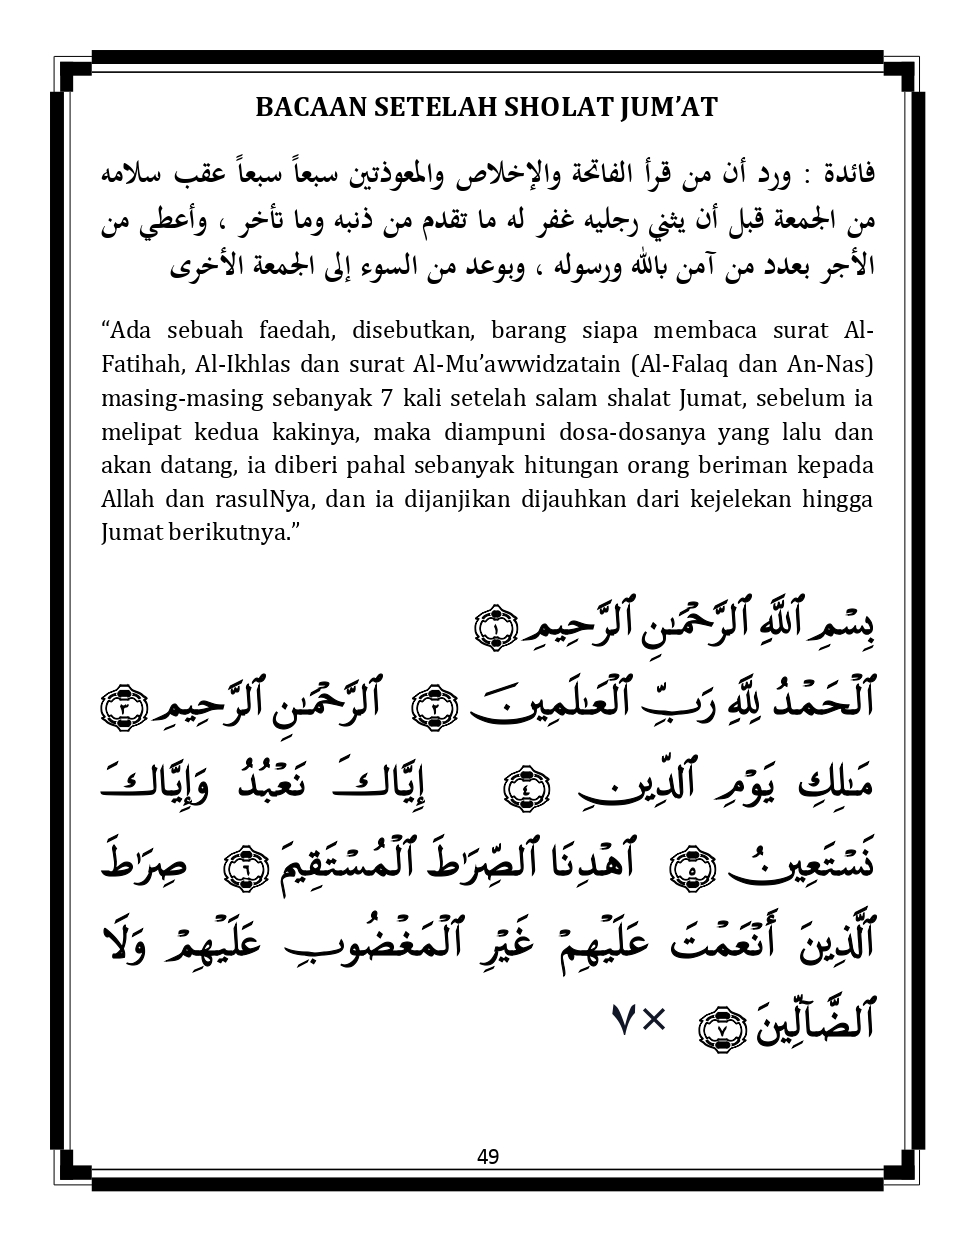 BACAAN SETELAH SHOLAT JUM’AT
فائدة : ورد أن من قرأ الفاتحة والإخلاص والمعوذتين سبعاً سبعاً عقب سلامه
من الجمعة قبل أن يثني رجليه غفر له ما تقدم من ذنبه وما تأخر ، وأعطي من
الأجر بعدد من آمن بالله ورسوله ، وبوعد من السوء إلى الجمعة الأخرى
“Ada sebuah faedah, disebutkan, barang siapa membaca surat Al-
Fatihah, Al-Ikhlas dan surat Al-Mu’awwidzatain (Al-Falaq dan An-Nas)
masing-masing sebanyak 7 kali setelah salam shalat Jumat, sebelum ia
melipat kedua kakinya, maka diampuni dosa-dosanya yang lalu dan
akan datang, ia diberi pahal sebanyak hitungan orang beriman kepada
Allah dan rasulNya, dan ia dijanjikan dijauhkan dari kejelekan hingga
Jumat berikutnya.”
بِسْمِ ٱللَّهِ ٱلرَّحْمَـٰنِ ٱلرَّحِيمِ ١
ٱلْحَمْدُ لِلَّهِ رَبِّ ٱلْعَـٰلَمِينَ ٢ ٱلرَّحْمَـٰنِ ٱلرَّحِيمِ ٣
مَـٰلِكِ يَوْمِ ٱلدِّينِ ٤ إِيَّاكَ نَعْبُدُ وَإِيَّاكَ
نَسْتَعِينُ ٥ ٱهْدِنَا ٱلصِّرَٰطَ ٱلْمُسْتَقِيمَ ٦ صِرَٰطَ
ٱلَّذِينَ أَنْعَمْتَ عَلَيْهِمْ غَيْرِ ٱلْمَغْضُوبِ عَلَيْهِمْ وَلَا
ٱلضَّآلِّينَ ٧ ×٧
49